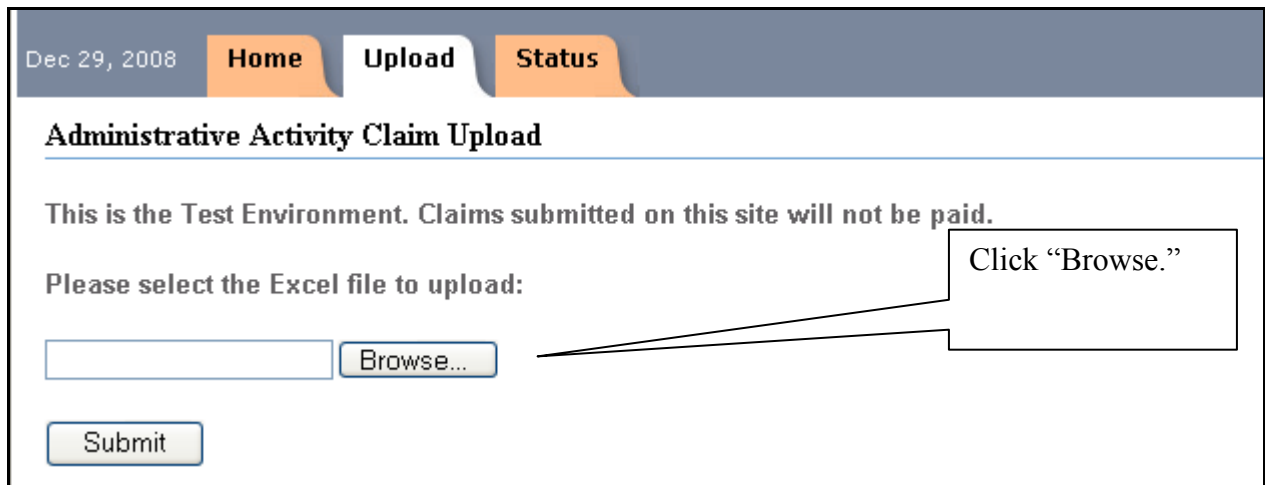 Dec 29, 2008 Home Upload Status
Administrative Activity Claim Upload
This is the Test Environment. Claims submitted on this site will not be paid.
Click “Browse.”
Please select the Excel file to upload:
Browse...
Submit